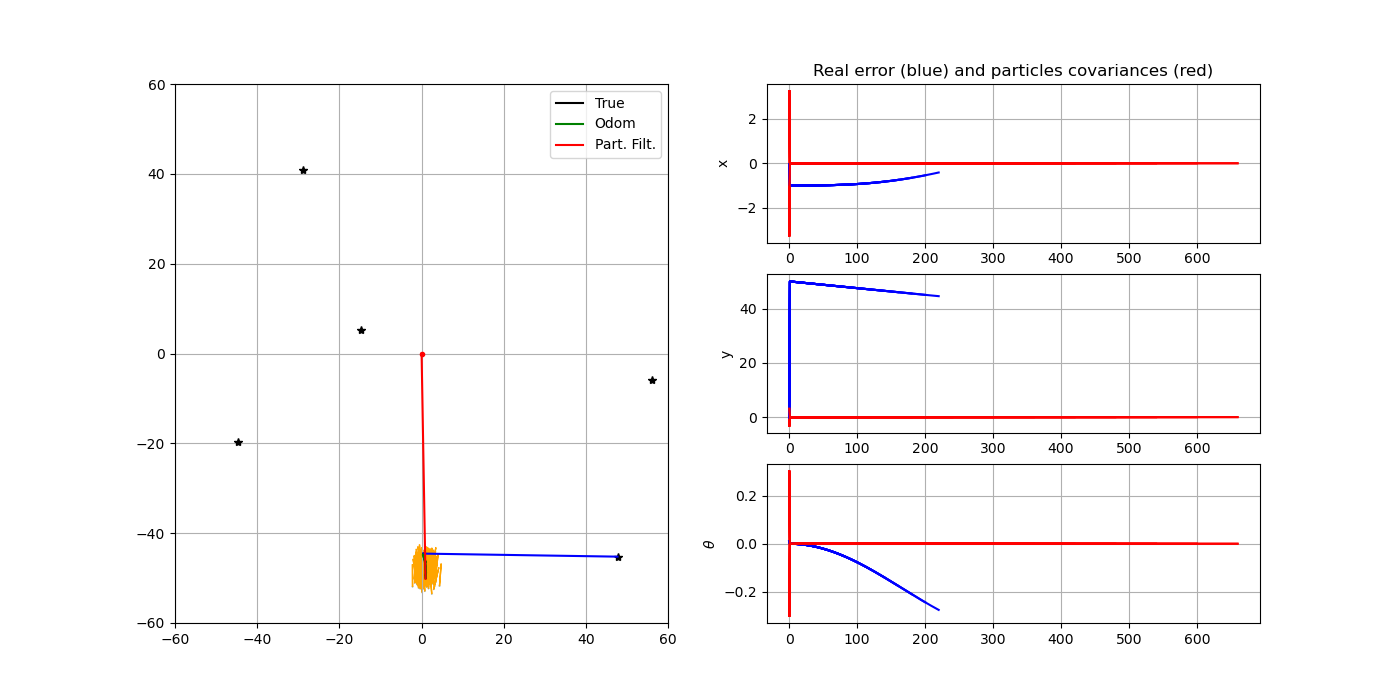 60
40
20
0
−20
−40
−60
−60 −40 −20 0 20 40 60
True
Odom
Part. Filt.
Real error (blue) and particles covariances (red)
x
2
0
−2
0 100 200 300 400 500 600
y
40
20
0
0 100 200 300 400 500 600
θ
0.2
0.0
−0.2
0 100 200 300 400 500 600